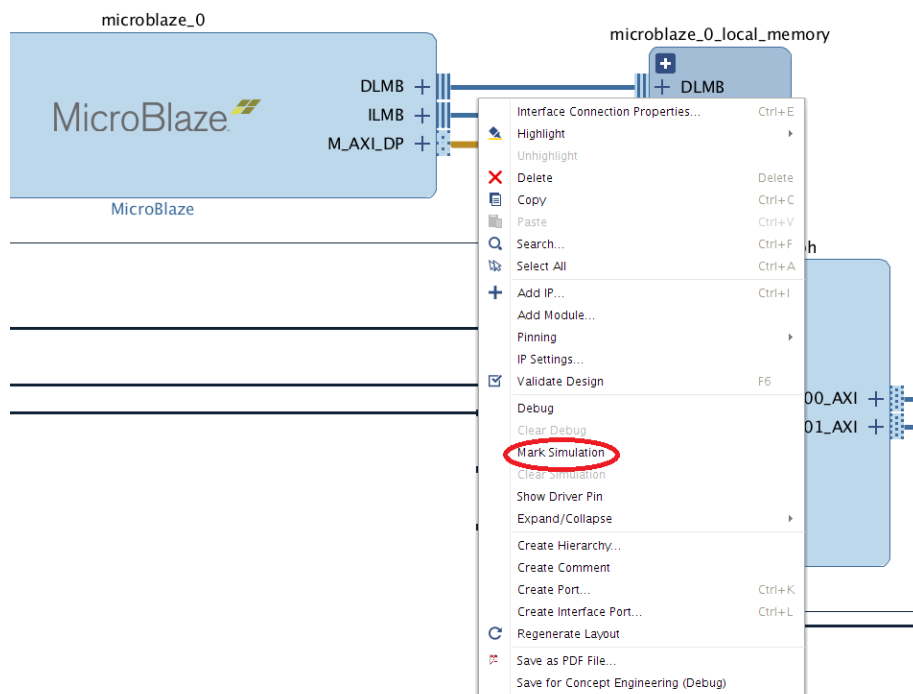 microblaze_0
microblaze_0_local_memory
DLMB
DLMB
ILMB
MicroBlaze
M_AXI_DP
MicroBlaze
Interface Connection Properties... Ctrl+E
Highlight
Unhighlight
Delete Delete
Copy Ctrl+C
Paste Ctrl+V
Search... Ctrl+F
Select All Ctrl+A
ph
Add IP... Ctrl+I
Add Module...
Pinning
IP Settings...
Validate Design F6
00_AXI
Debug
01_AXI
Clear Debug
Mark Simulation
Clear Simulation
Show Driver Pin
Expand/Collapse
Create Hierarchy...
Create Comment
Create Port... Ctrl+K
Create Interface Port... Ctrl+L
Regenerate Layout
Save as PDF File...
Save for Concept Engineering (Debug)